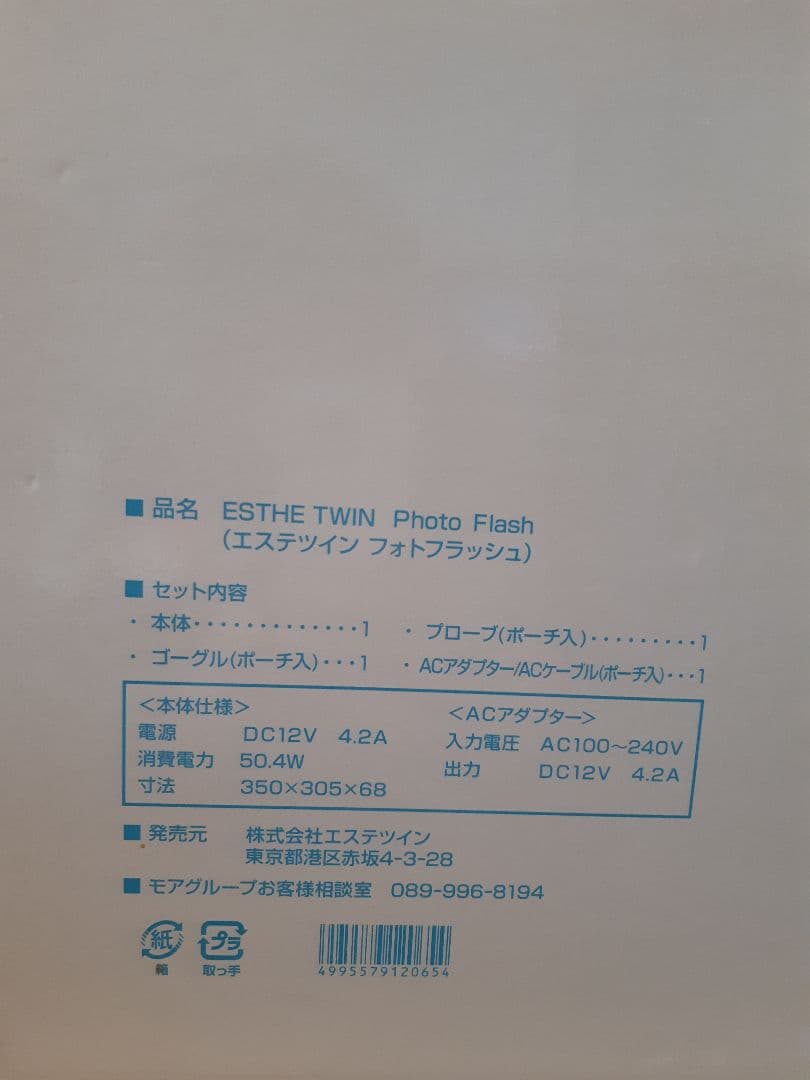 ■ 品名 ESTHE TWIN Photo Flash
(エステツイン フォトフラッシュ)
■ セット内容
・ 本体・・・・・・・・・・・・・1 ・ プローブ(ポーチ入)・・・・・・・・・1
・ ゴーグル(ポーチ入)・・・1 ・ ACアダプター/ACケーブル(ポーチ入)・・・1
<本体仕様> <ACアダプター>
電源 DC12V 4.2A 入力電圧 AC100～240V
消費電力 50.4W 出力 DC12V 4.2A
寸法 350×305×68
■ 発売元 株式会社エステツイン
東京都港区赤坂4-3-28
■ モアグループお客様相談室 089-996-8194
紙 プラ
箱 取っ手
4995579120654